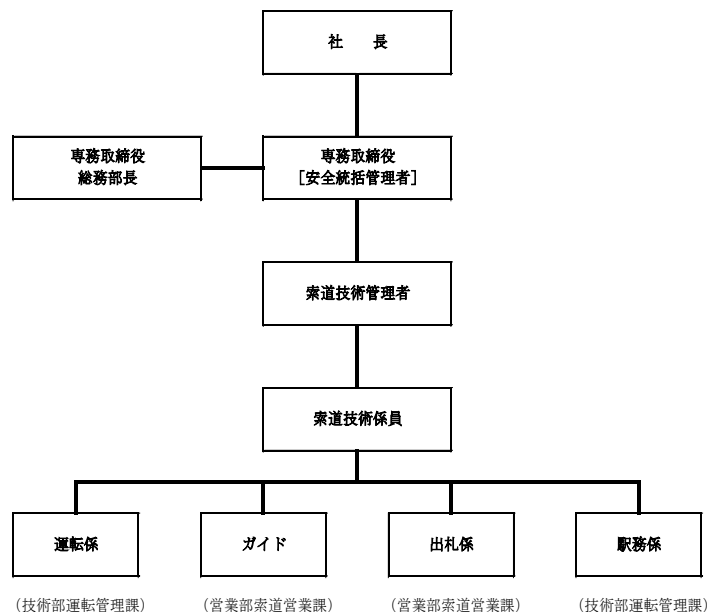 社　長
専務取締役
総務部長
専務取締役
[安全統括管理者]
索道技術管理者
索道技術係員
運転係
ガイド
出札係
駅務係
(技術部運転管理課)
(営業部索道営業課)
(営業部索道営業課)
(技術部運転管理課)